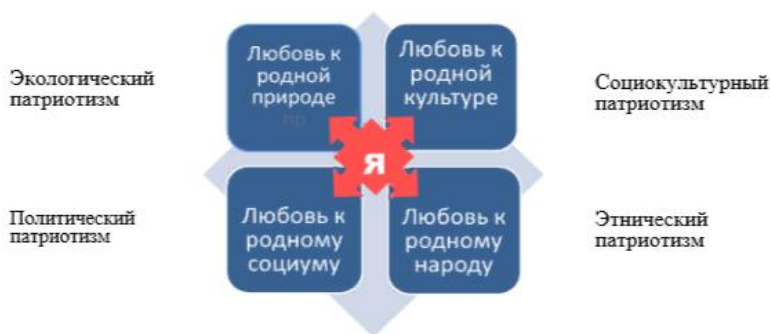 Экологический
патриотизм
Любовь к
родной
природе
пр
Любовь к
родной
культуре
Социокультурный
патриотизм
Я
Политический
патриотизм
Любовь к
родному
социуму
Любовь к
родному
народу
Этнический
патриотизм